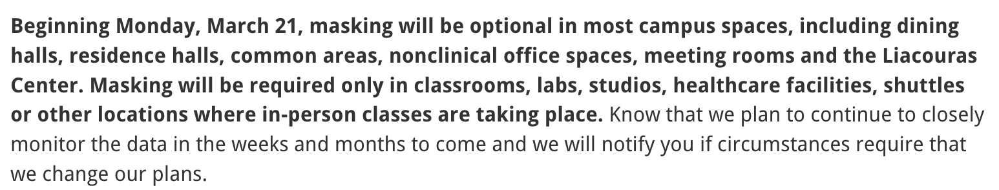 Beginning Monday, March 21, masking will be optional in most campus spaces, including dining
halls, residence halls, common areas, nonclinical office spaces, meeting rooms and the Liacouras
Center. Masking will be required only in classrooms, labs, studios, healthcare facilities, shuttles
or other locations where in-person classes are taking place. Know that we plan to continue to closely
monitor the data in the weeks and months to come and we will notify you if circumstances require that
we change our plans.